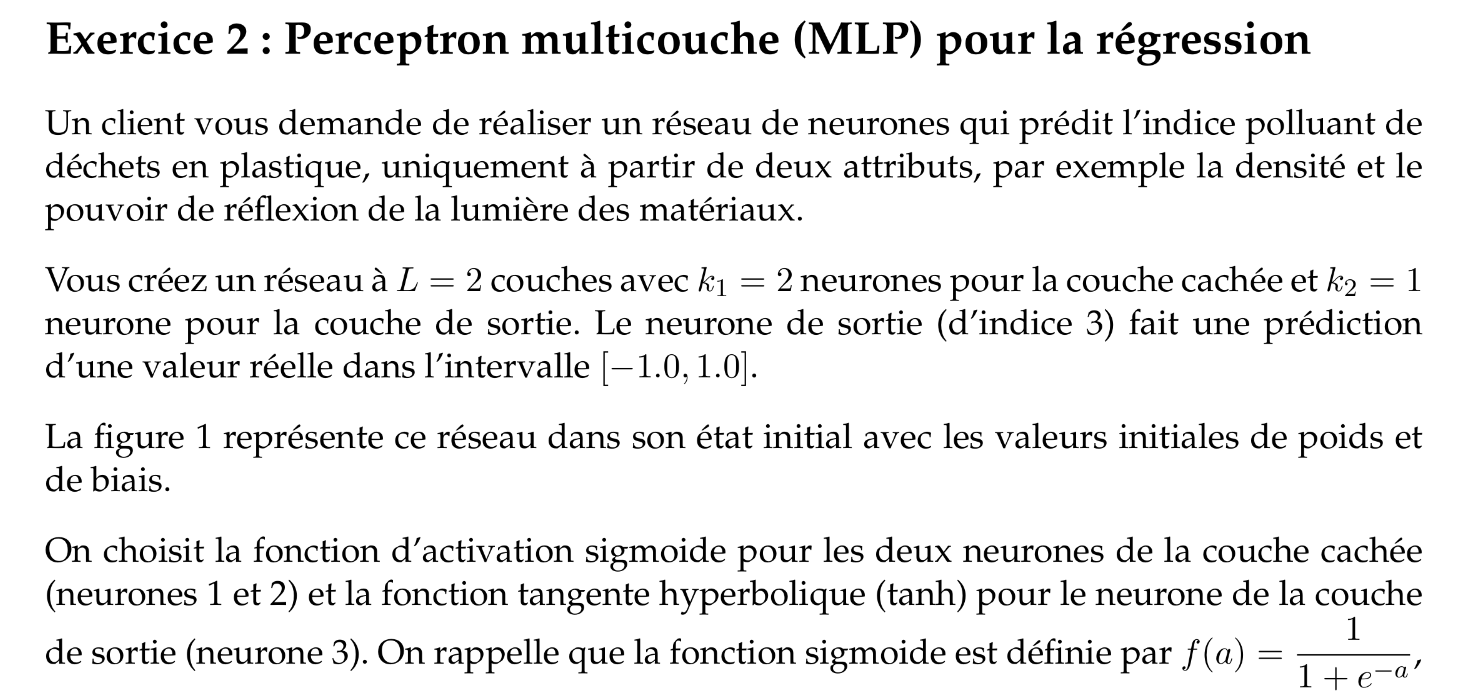 Exercice 2 : Perceptron multicouche (MLP) pour la régression
Un client vous demande de réaliser un réseau de neurones qui prédit l'indice polluant de
déchets en plastique, uniquement à partir de deux attributs, par exemple la densité et le
pouvoir de réflexion de la lumière des matériaux.
Vous créez un réseau à L = 2 couches avec k₁ = 2 neurones pour la couche cachée et k₂ = 1
neurone pour la couche de sortie. Le neurone de sortie (d'indice 3) fait une prédiction
d'une valeur réelle dans l'intervalle [−1.0, 1.0].
La figure 1 représente ce réseau dans son état initial avec les valeurs initiales de poids et
de biais.
On choisit la fonction d'activation sigmoide pour les deux neurones de la couche cachée
(neurones 1 et 2) et la fonction tangente hyperbolique (tanh) pour le neurone de la couche
de sortie (neurone 3). On rappelle que la fonction sigmoide est définie par f(a) = 1 / (1 + e^{−a}),